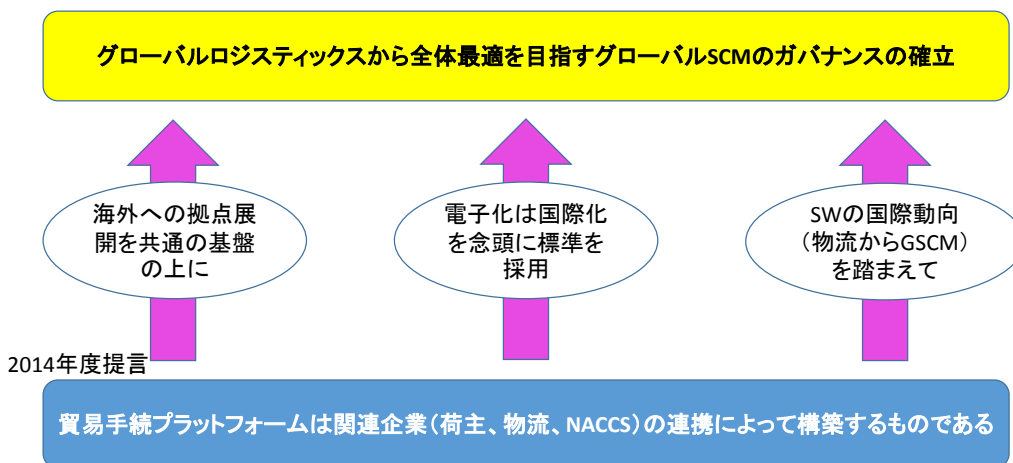 グローバルロジスティックスから全体最適を目指すグローバルSCMのガバナンスの確立
海外への拠点展
開を共通の基盤
の上に
電子化は国際化
を念頭に標準を
採用
SWの国際動向
（物流からGSCM）
を踏まえて
2014年度提言
貿易手続プラットフォームは関連企業（荷主、物流、NACCS）の連携によって構築するものである